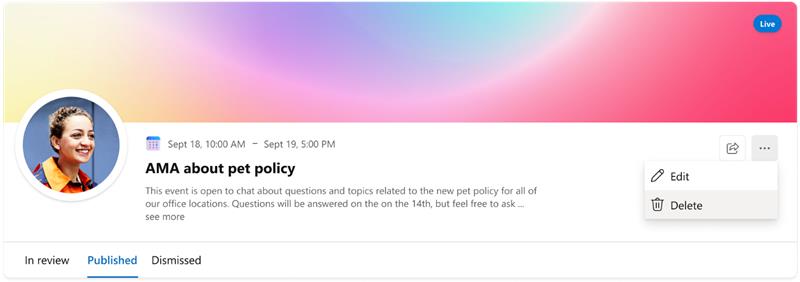 Live
Sept 18, 10:00 AM – Sept 19, 5:00 PM
AMA about pet policy
This event is open to chat about questions and topics related to the new pet policy for all of
our office locations. Questions will be answered on the on the 14th, but feel free to ask ...
see more
Edit
Delete
In review Published Dismissed